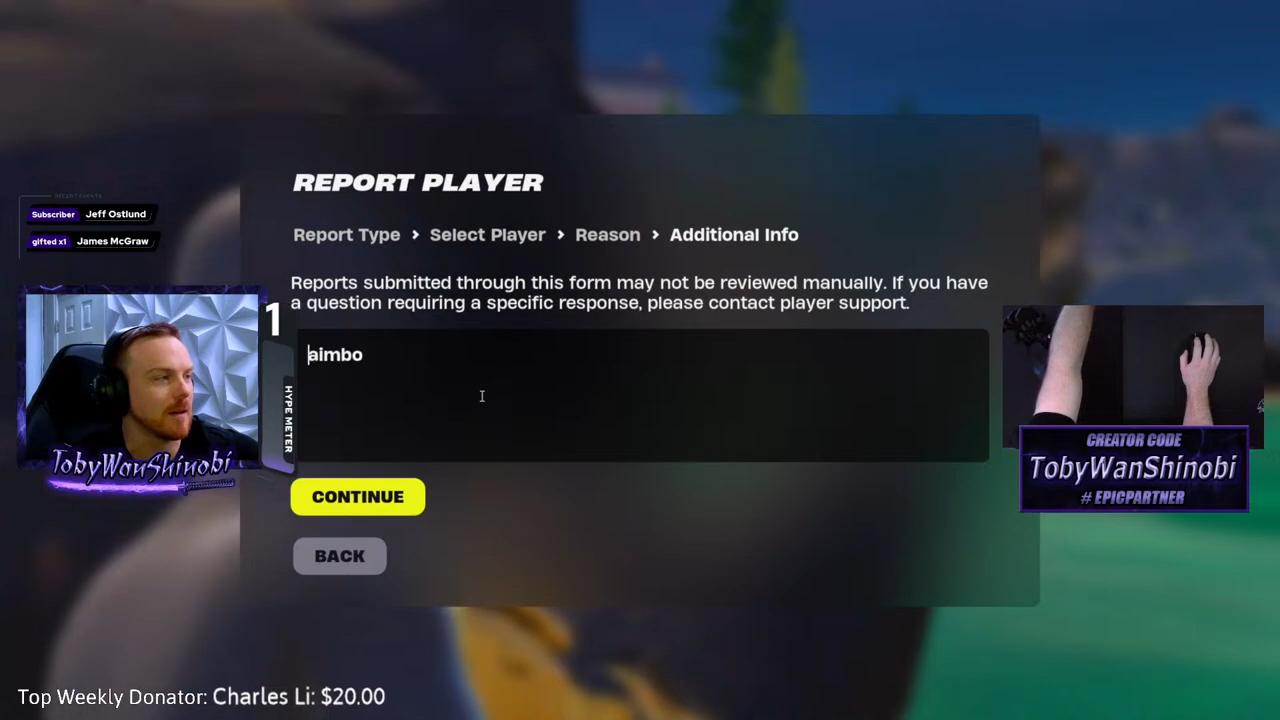 REPORT PLAYER
Report Type > Select Player > Reason > Additional Info
Reports submitted through this form may not be reviewed manually. If you have
a question requiring a specific response, please contact player support.
aimbo
CONTINUE
BACK
RECENT EVENTS
Subscriber Jeff Ostlund
gifted x1 James McGraw
1
HYPE METER
TobyWanShinobi
CREATOR CODE
TobyWanShinobi
# EPICPARTNER
Top Weekly Donator: Charles Li: $20.00